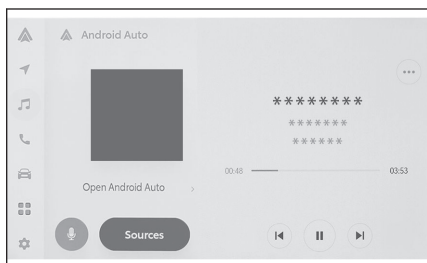 Android Auto
********
*******
******
00:48
03:53
Open Android Auto
Sources